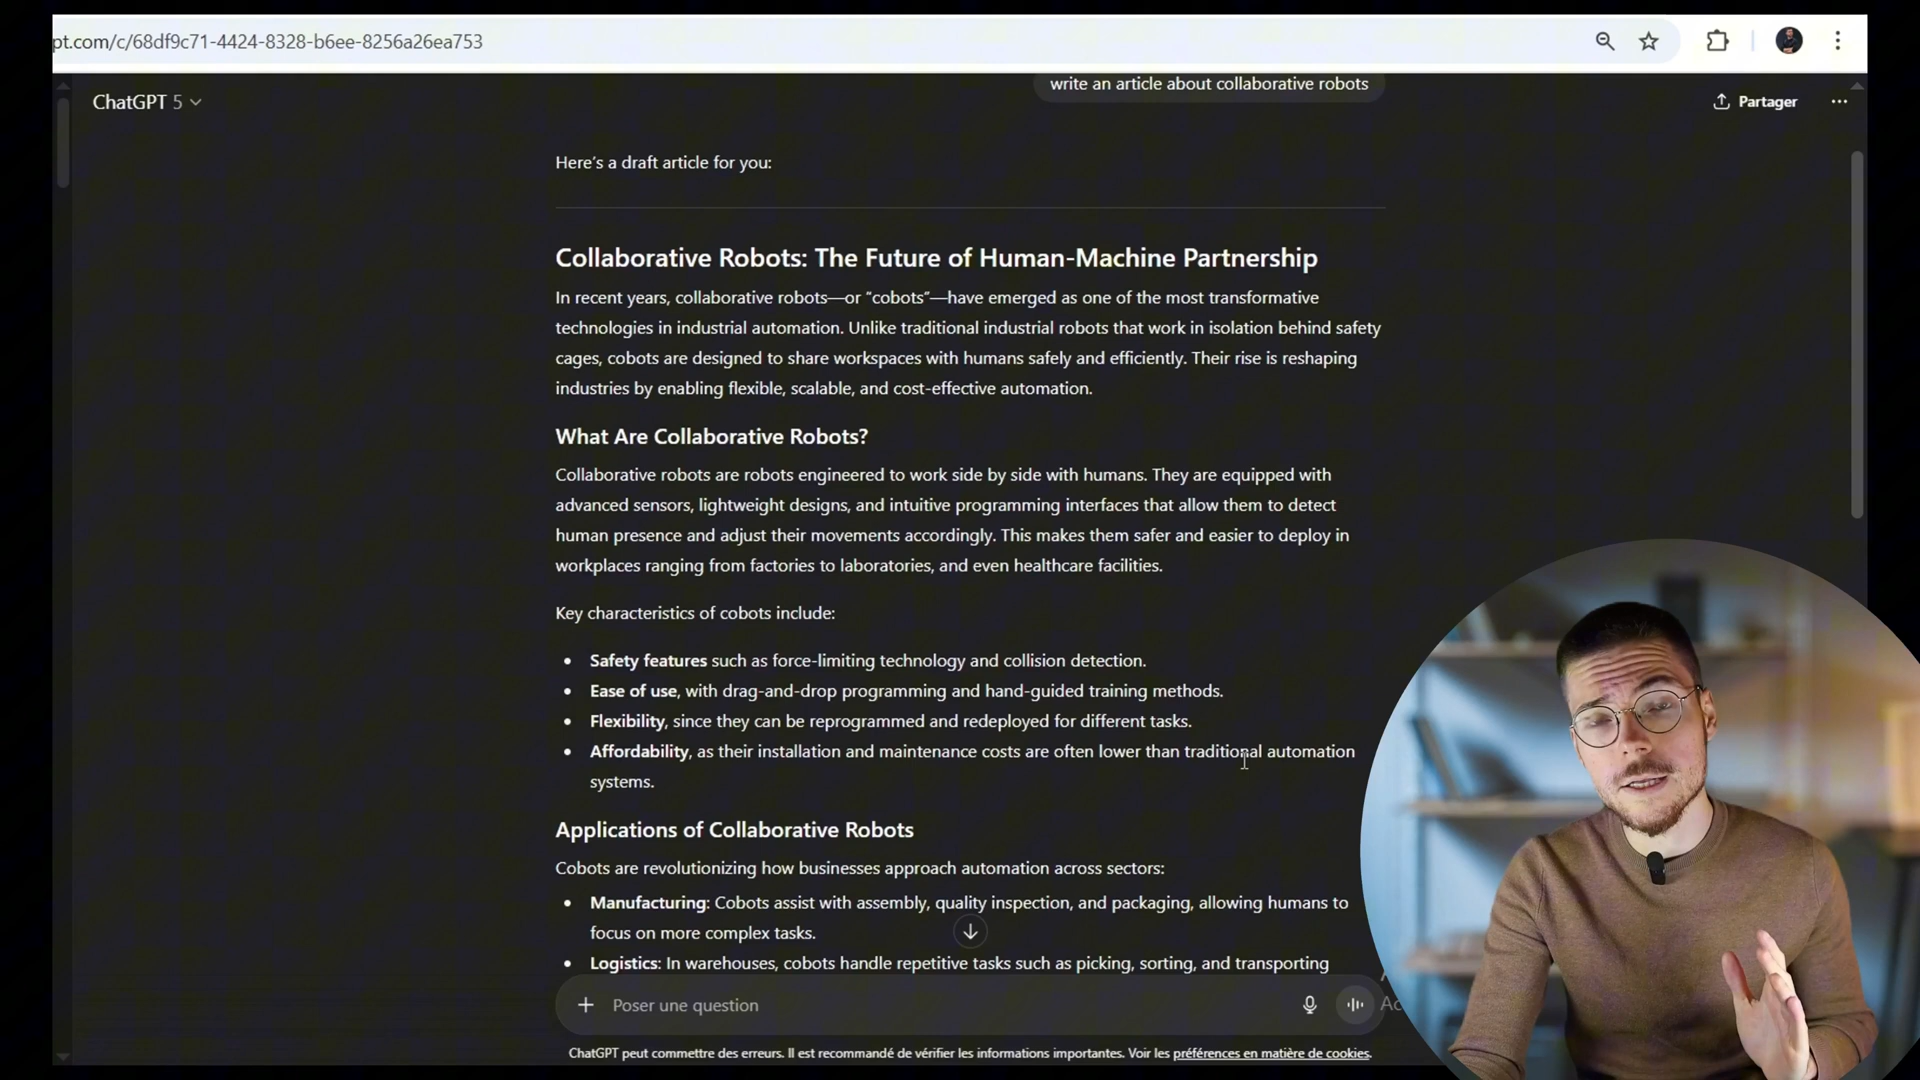 pt.com/c/68df9c71-4424-8328-b6ee-8256a26ea753
write an article about collaborative robots
ChatGPT 5
Partager
Here's a draft article for you:
Collaborative Robots: The Future of Human-Machine Partnership
In recent years, collaborative robots—or “cobots”—have emerged as one of the most transformative
technologies in industrial automation. Unlike traditional industrial robots that work in isolation behind safety
cages, cobots are designed to share workspaces with humans safely and efficiently. Their rise is reshaping
industries by enabling flexible, scalable, and cost-effective automation.
What Are Collaborative Robots?
Collaborative robots are robots engineered to work side by side with humans. They are equipped with
advanced sensors, lightweight designs, and intuitive programming interfaces that allow them to detect
human presence and adjust their movements accordingly. This makes them safer and easier to deploy in
workplaces ranging from factories to laboratories, and even healthcare facilities.
Key characteristics of cobots include:
• Safety features such as force-limiting technology and collision detection.
• Ease of use, with drag-and-drop programming and hand-guided training methods.
• Flexibility, since they can be reprogrammed and redeployed for different tasks.
• Affordability, as their installation and maintenance costs are often lower than traditional automation
systems.
Applications of Collaborative Robots
Cobots are revolutionizing how businesses approach automation across sectors:
• Manufacturing: Cobots assist with assembly, quality inspection, and packaging, allowing humans to
focus on more complex tasks.
• Logistics: In warehouses, cobots handle repetitive tasks such as picking, sorting, and transporting
Poser une question
ChatGPT peut commettre des erreurs. Il est recommandé de vérifier les informations importantes. Voir les préférences en matière de cookies.